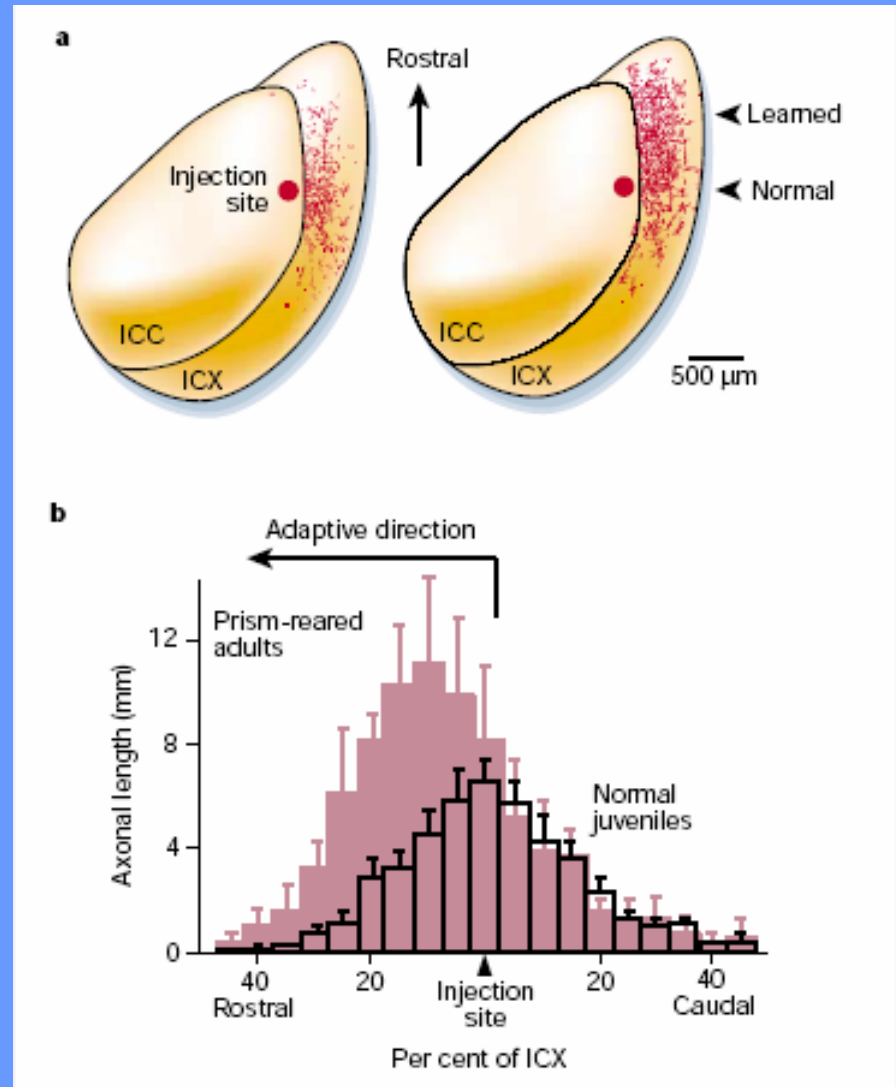 a
Rostral
Learned
Injection
site
Normal
ICC
ICX
ICC
ICX
500 µm
b
Adaptive direction
Prism-reared
adults
Normal
juveniles
Axonal length (mm)
12
8
4
0
40
20
Injection
site
20
40
Rostral
Caudal
Per cent of ICX